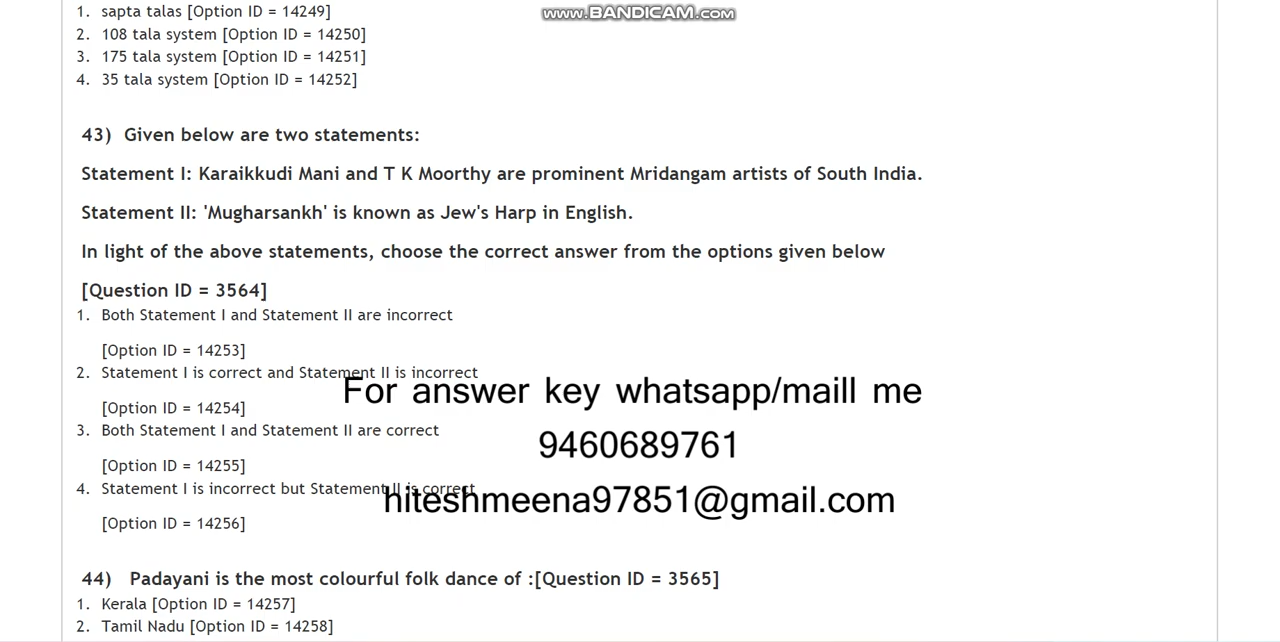 www.BANDICAM.com
1. sapta talas [Option ID = 14249]
2. 108 tala system [Option ID = 14250]
3. 175 tala system [Option ID = 14251]
4. 35 tala system [Option ID = 14252]
43) Given below are two statements:
Statement I: Karaikkudi Mani and T K Moorthy are prominent Mridangam artists of South India.
Statement II: 'Mugharsankh' is known as Jew's Harp in English.
In light of the above statements, choose the correct answer from the options given below
[Question ID = 3564]
1. Both Statement I and Statement II are incorrect
[Option ID = 14253]
2. Statement I is correct and Statement II is incorrect
For answer key whatsapp/maill me
[Option ID = 14254]
3. Both Statement I and Statement II are correct
9460689761
[Option ID = 14255]
4. Statement I is incorrect but Statement II is correct
hiteshmeena97851@gmail.com
[Option ID = 14256]
44) Padayani is the most colourful folk dance of :[Question ID = 3565]
1. Kerala [Option ID = 14257]
2. Tamil Nadu [Option ID = 14258]